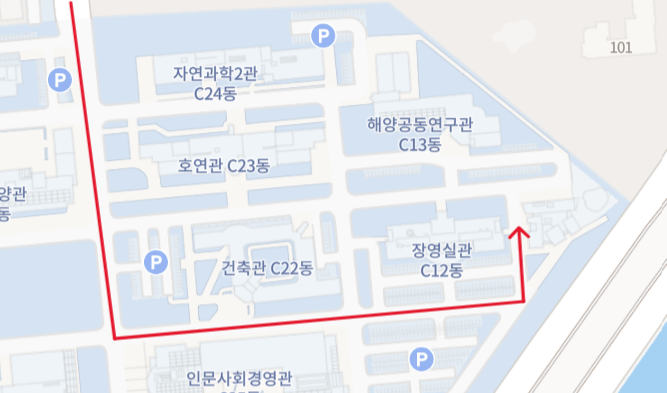 P
101
P
자연과학2관
C24동
해양공동연구관
C13동
호연관 C23동
양관
동
P
건축관 C22동
장영실관
C12동
P
인문사회경영관